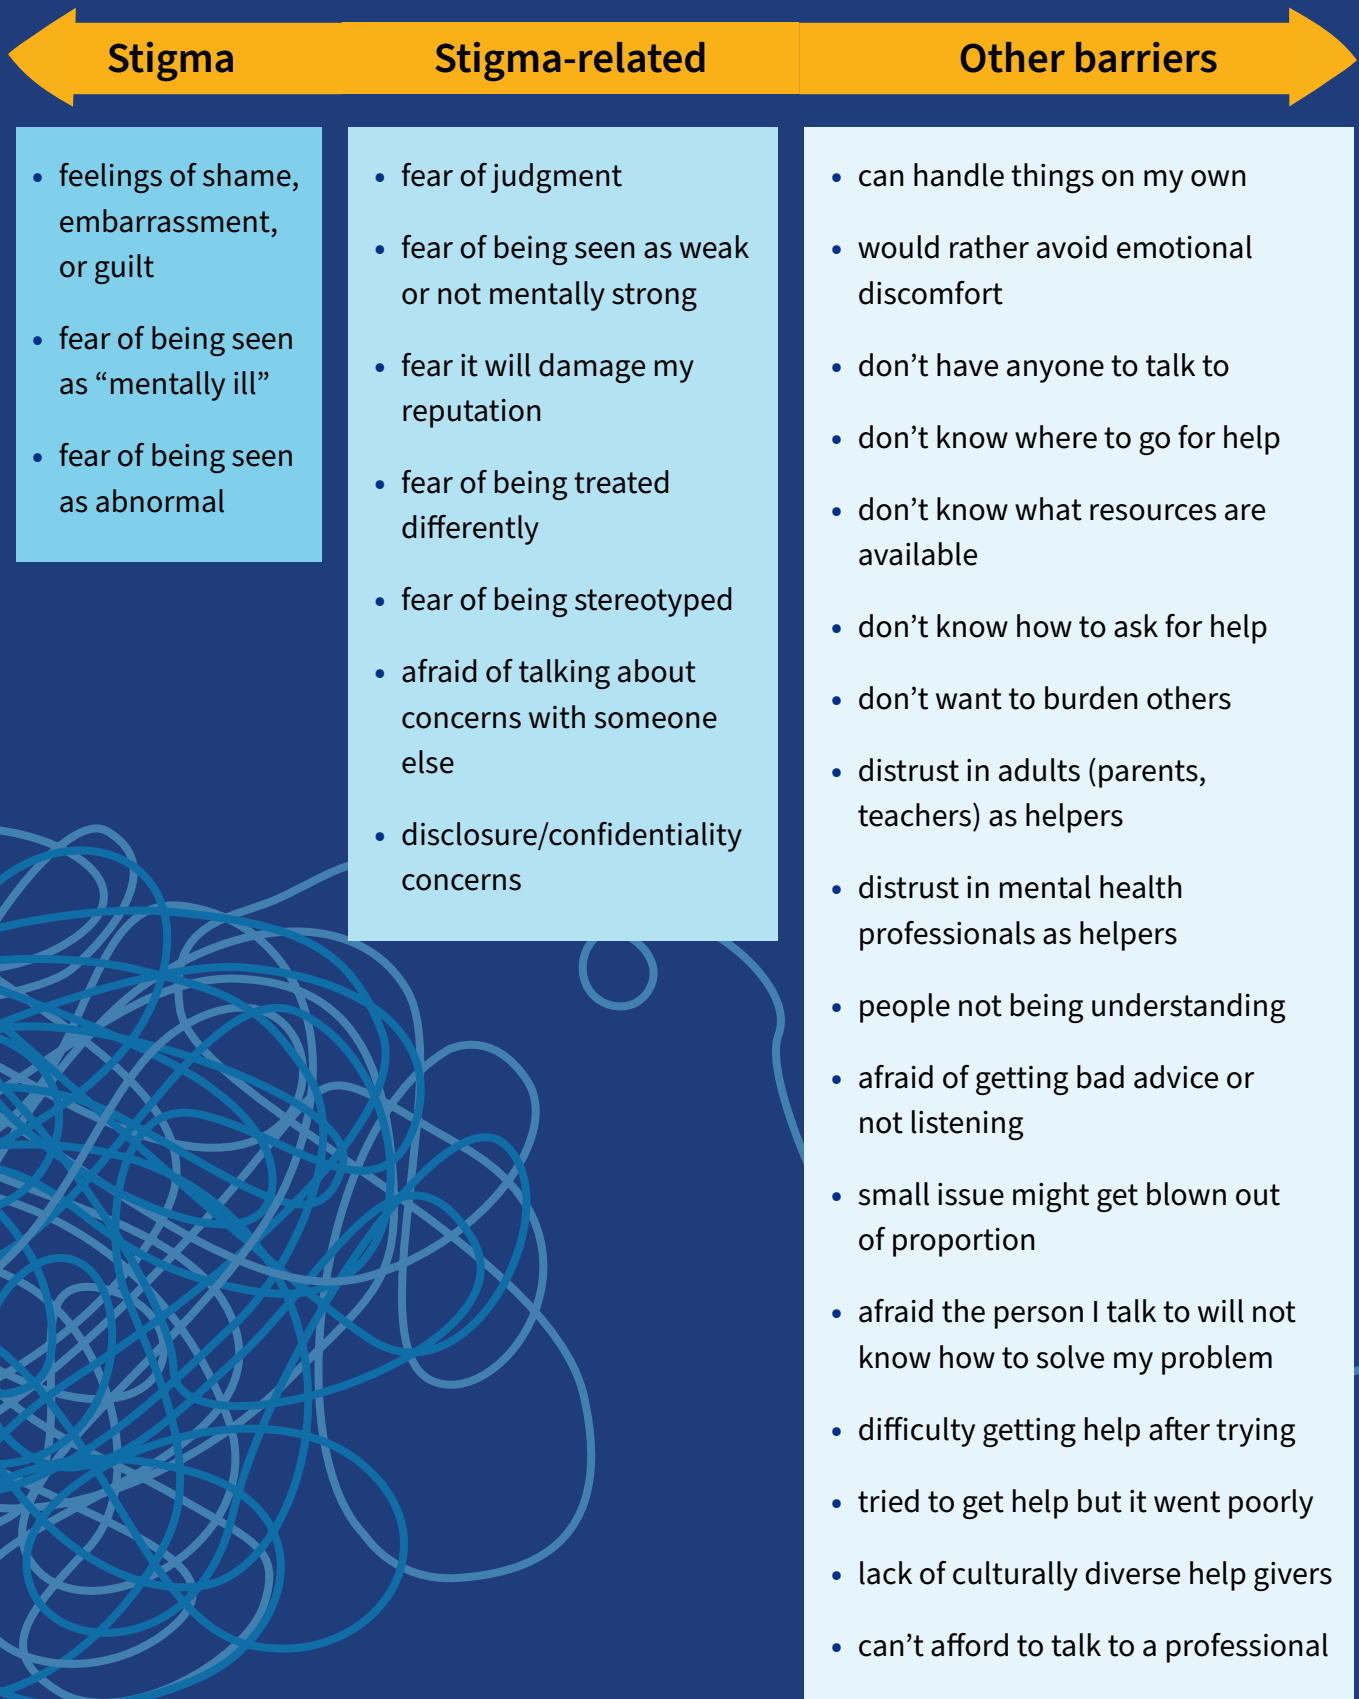 Stigma
Stigma-related
Other barriers
• feelings of shame,
embarrassment,
or guilt
• fear of being seen
as “mentally ill”
• fear of being seen
as abnormal
• fear of judgment
• fear of being seen as weak
or not mentally strong
• fear it will damage my
reputation
• fear of being treated
differently
• fear of being stereotyped
• afraid of talking about
concerns with someone
else
• disclosure/confidentiality
concerns
• can handle things on my own
• would rather avoid emotional
discomfort
• don’t have anyone to talk to
• don’t know where to go for help
• don’t know what resources are
available
• don’t know how to ask for help
• don’t want to burden others
• distrust in adults (parents,
teachers) as helpers
• distrust in mental health
professionals as helpers
• people not being understanding
• afraid of getting bad advice or
not listening
• small issue might get blown out
of proportion
• afraid the person I talk to will not
know how to solve my problem
• difficulty getting help after trying
• tried to get help but it went poorly
• lack of culturally diverse help givers
• can’t afford to talk to a professional